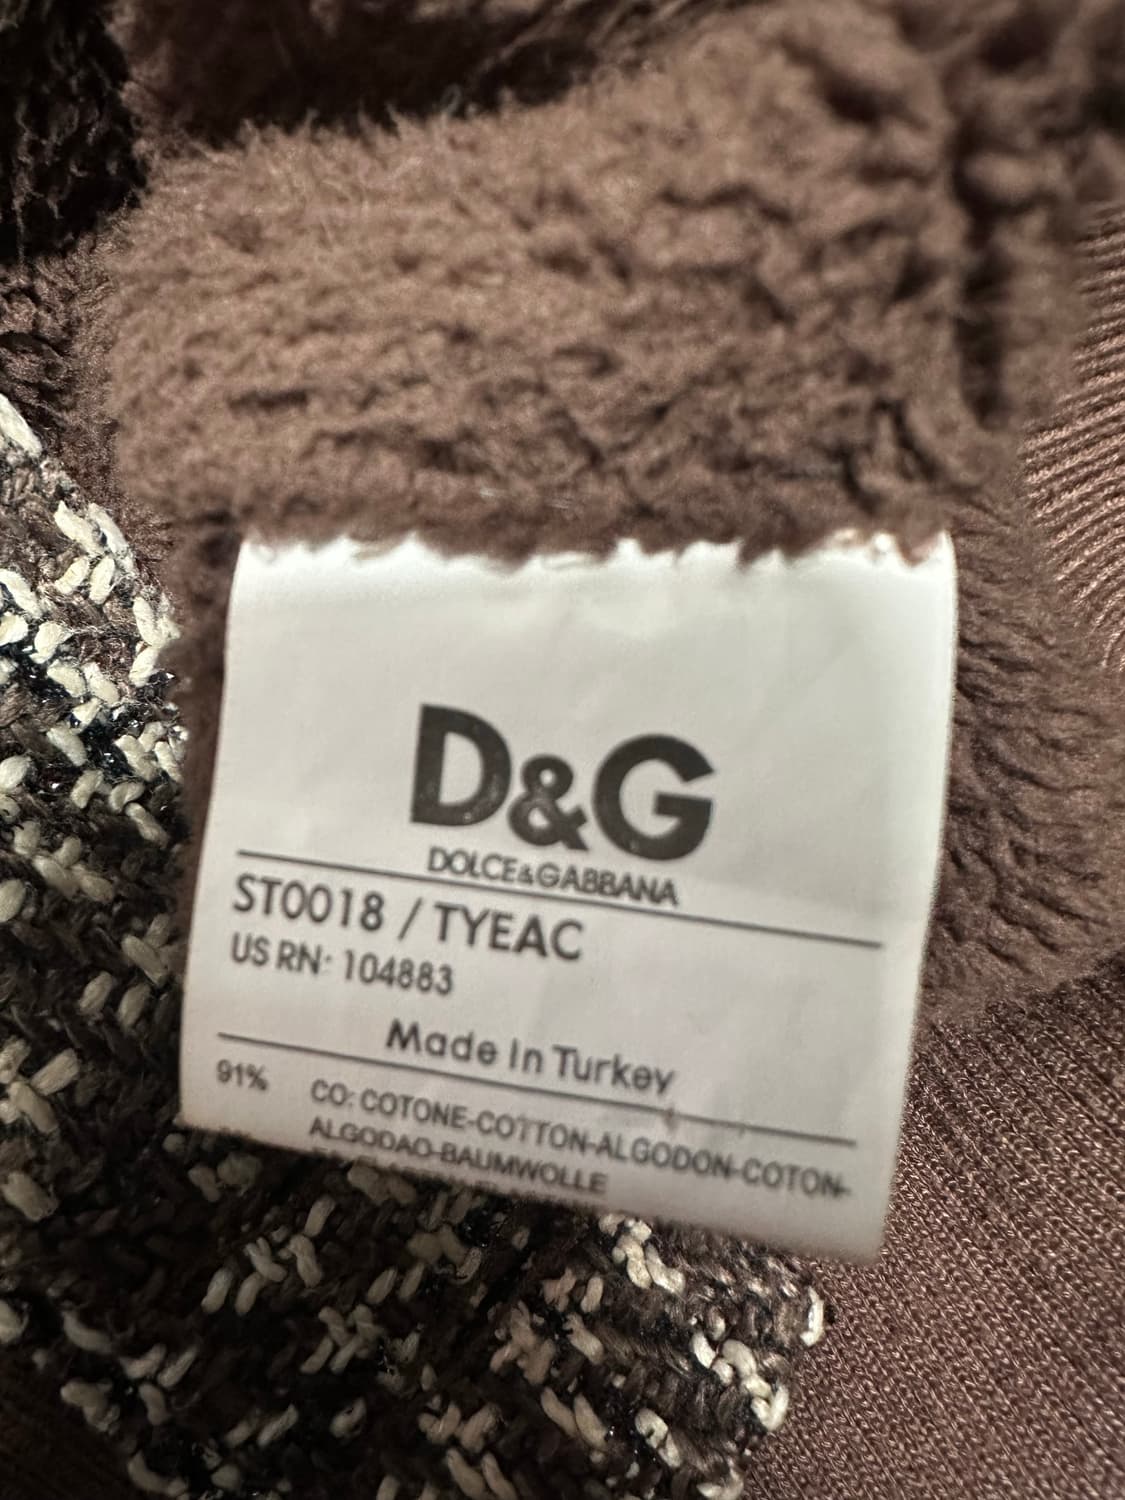 D&G
DOLCE&GABBANA
ST0018 / TYEAC
US RN: 104883
Made In Turkey
91% CO: COTONE-COTTON-ALGODON-COTON-
ALGODAO-BAUMWOLLE